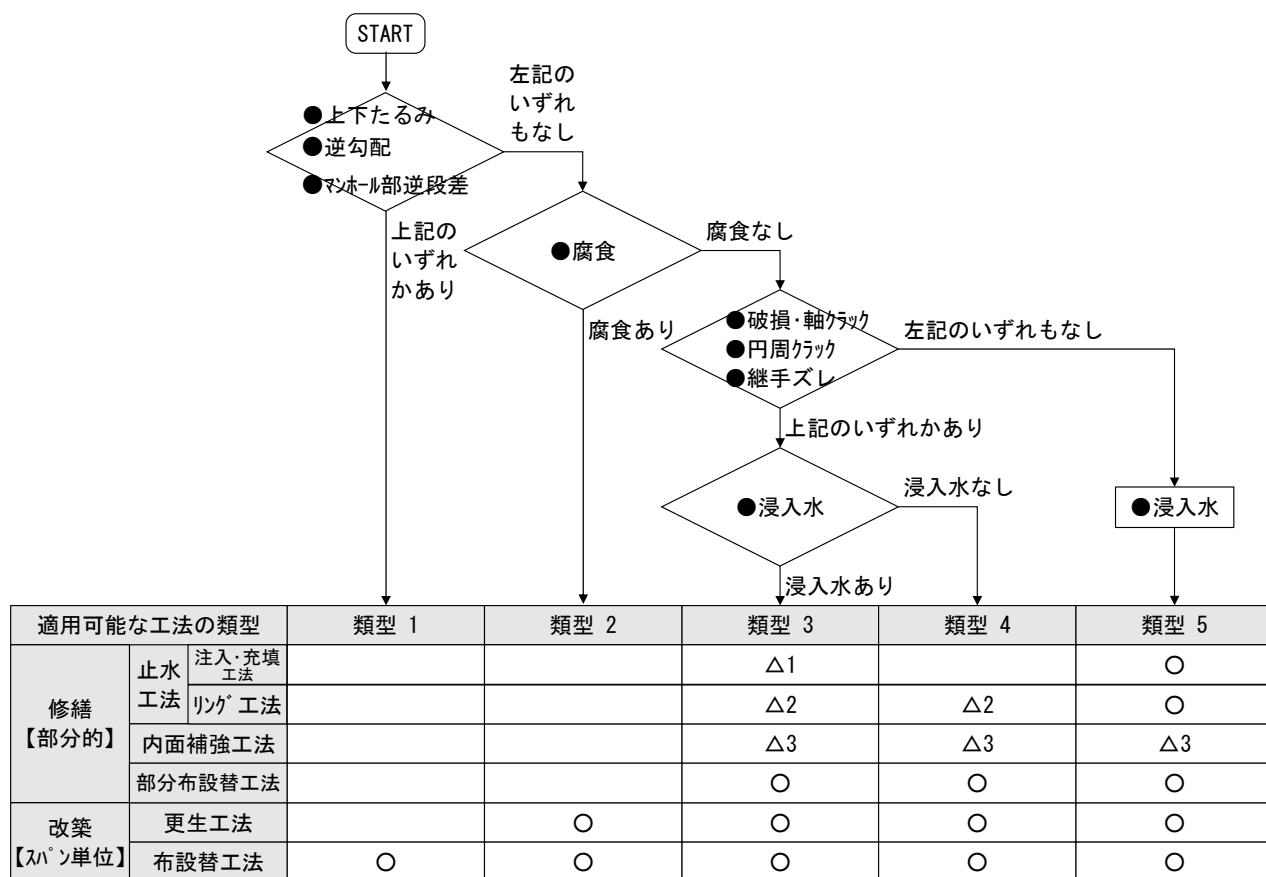 START
左記の
いずれ
もなし
●上下たるみ
●逆勾配
●ﾏﾝﾎｰﾙ部逆段差
上記の
いずれ
かあり
●腐食
腐食なし
腐食あり
●破損･軸ｸﾗｯｸ
●円周ｸﾗｯｸ
●継手ズレ
左記のいずれもなし
上記のいずれかあり
●浸入水
浸入水なし
●浸入水
浸入水あり
適用可能な工法の類型 類型 1 類型 2 類型 3 類型 4 類型 5
修繕
【部分的】
止水
工法
注入･充填
工法
△1 ○
ﾘﾝｸﾞ工法 △2 △2 ○
内面補強工法 △3 △3 △3
部分布設替工法 ○ ○ ○
改築
【ｽﾊﾟﾝ単位】
更生工法 ○ ○ ○ ○
布設替工法 ○ ○ ○ ○ ○